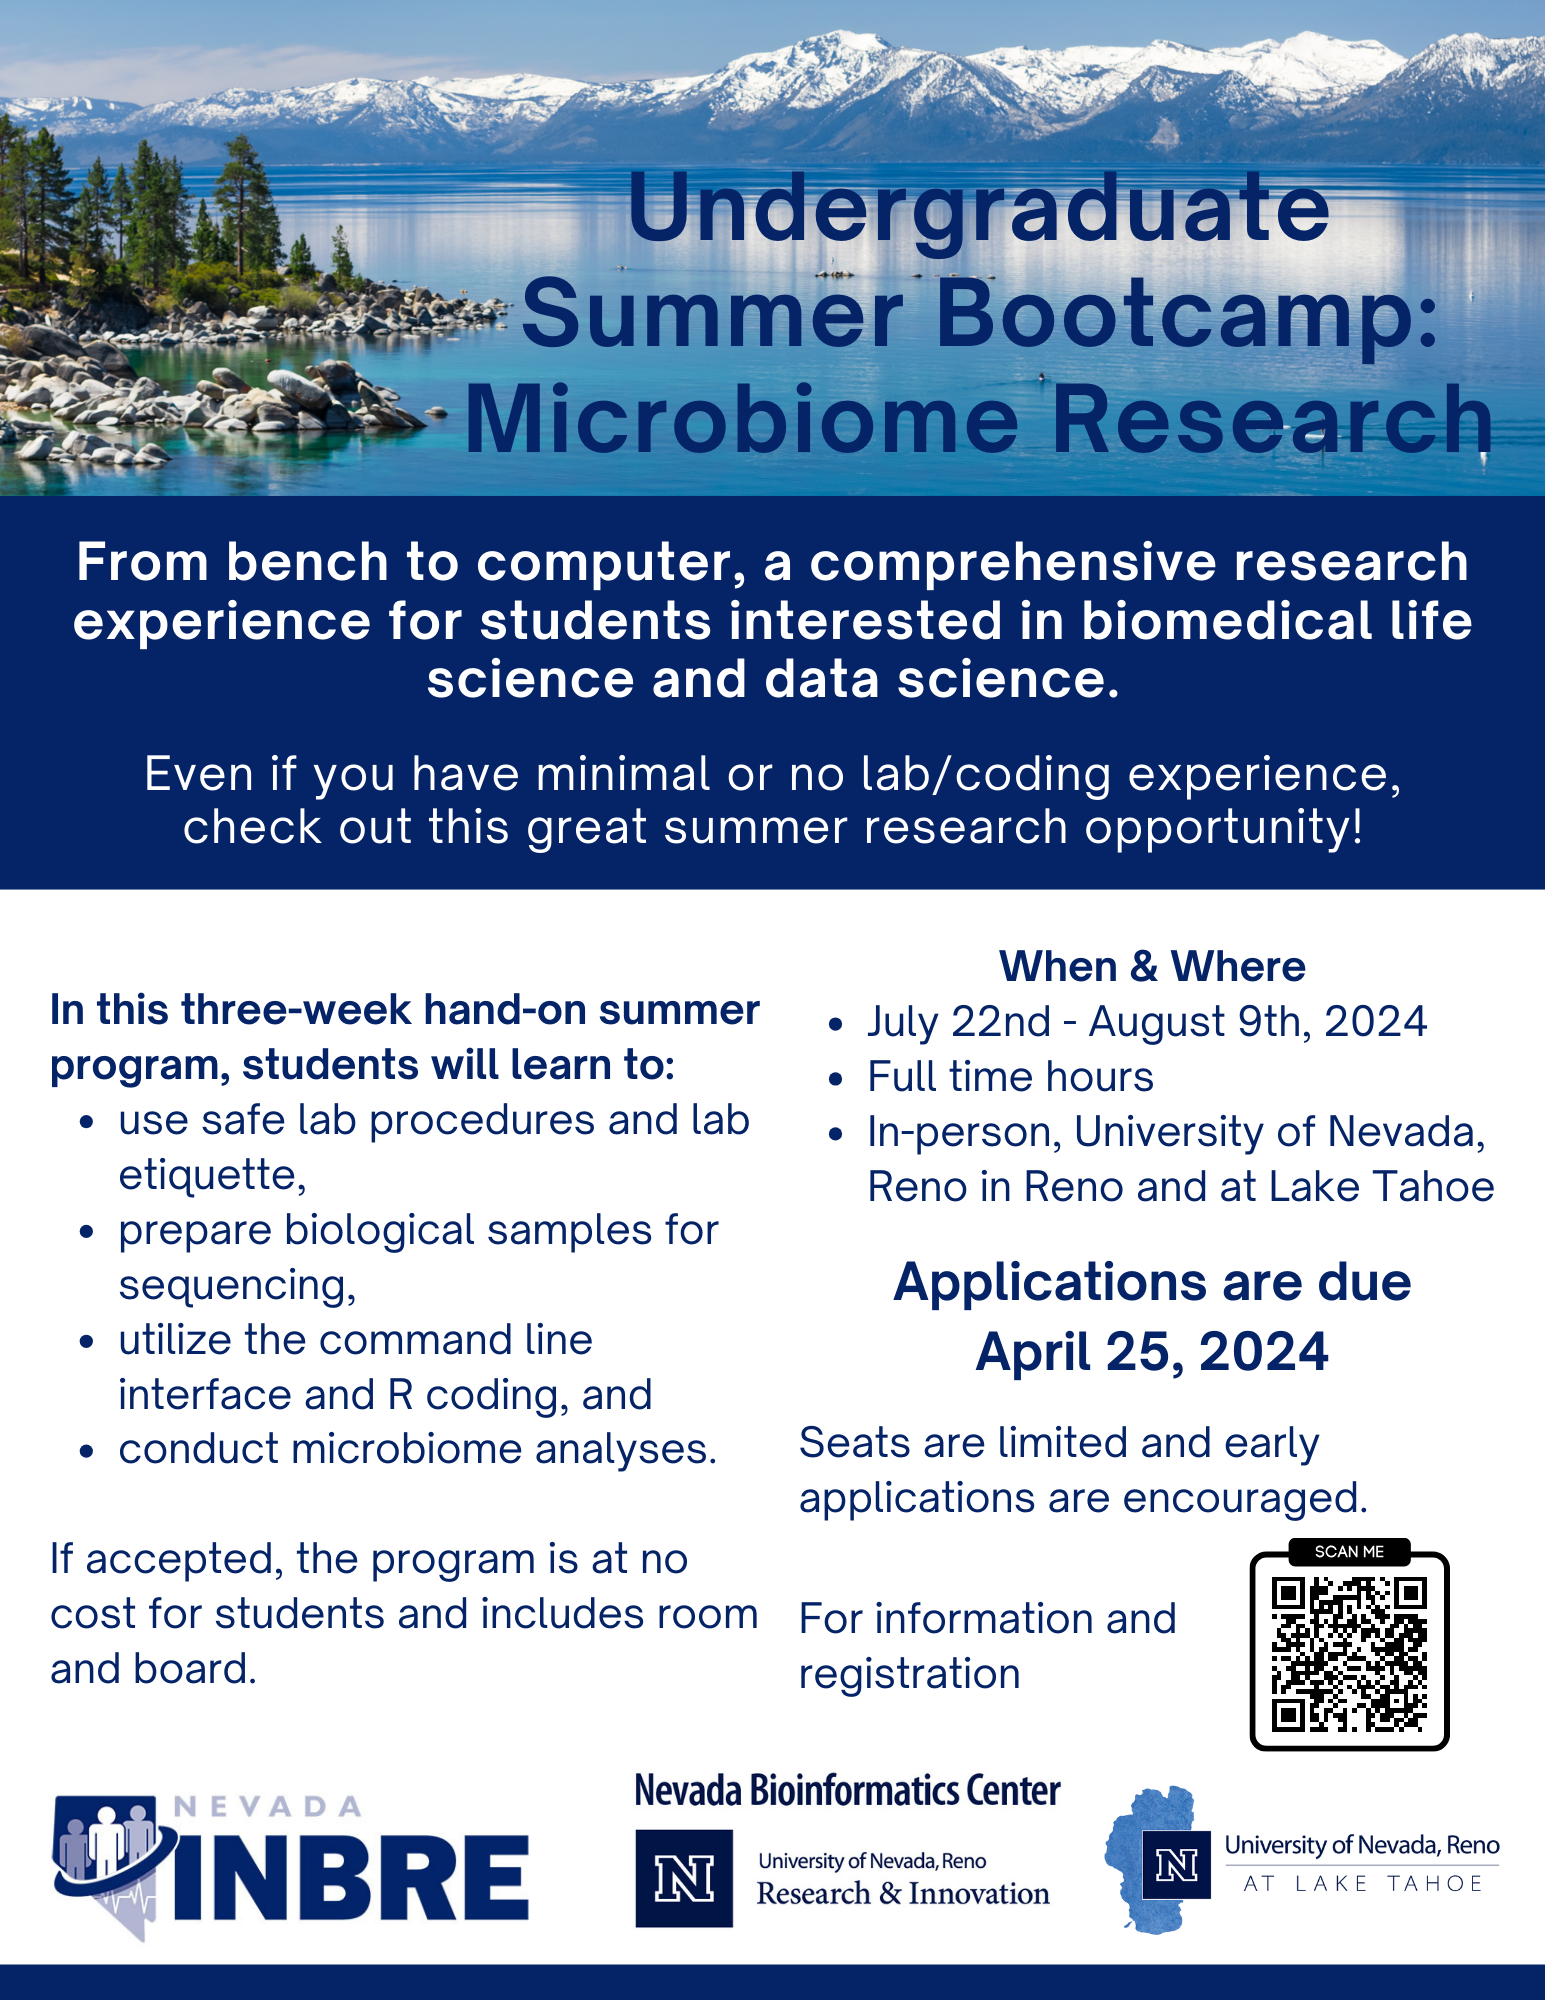 Undergraduate
Summer Bootcamp:
Microbiome Research
From bench to computer, a comprehensive research
experience for students interested in biomedical life
science and data science.
Even if you have minimal or no lab/coding experience,
check out this great summer research opportunity!
In this three-week hand-on summer
program, students will learn to:
• use safe lab procedures and lab
etiquette,
• prepare biological samples for
sequencing,
• utilize the command line
interface and R coding, and
• conduct microbiome analyses.
If accepted, the program is at no
cost for students and includes room
and board.
When & Where
• July 22nd - August 9th, 2024
• Full time hours
• In-person, University of Nevada,
Reno in Reno and at Lake Tahoe
Applications are due
April 25, 2024
Seats are limited and early
applications are encouraged.
For information and
registration
SCAN ME
NEVADA
INBRE
Nevada Bioinformatics Center
N
University of Nevada, Reno
Research & Innovation
N
University of Nevada, Reno
AT LAKE TAHOE